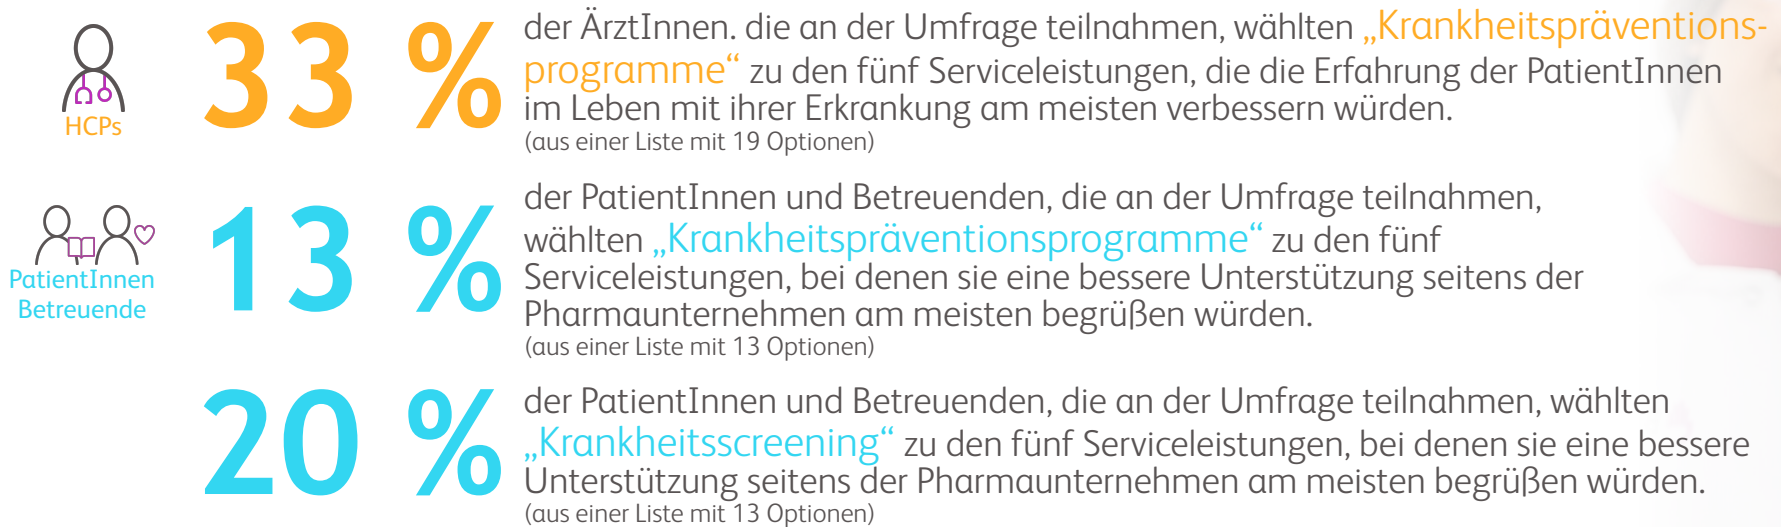 HCPs
33 %
der ÄrztInnen. die an der Umfrage teilnahmen, wählten „Krankheitspräventions-
programme“ zu den fünf Serviceleistungen, die die Erfahrung der PatientInnen
im Leben mit ihrer Erkrankung am meisten verbessern würden.
(aus einer Liste mit 19 Optionen)
PatientInnen
Betreuende
13 %
der PatientInnen und Betreuenden, die an der Umfrage teilnahmen,
wählten „Krankheitspräventionsprogramme“ zu den fünf
Serviceleistungen, bei denen sie eine bessere Unterstützung seitens der
Pharmaunternehmen am meisten begrüßen würden.
(aus einer Liste mit 13 Optionen)
20 %
der PatientInnen und Betreuenden, die an der Umfrage teilnahmen, wählten
„Krankheitsscreening“ zu den fünf Serviceleistungen, bei denen sie eine bessere
Unterstützung seitens der Pharmaunternehmen am meisten begrüßen würden.
(aus einer Liste mit 13 Optionen)